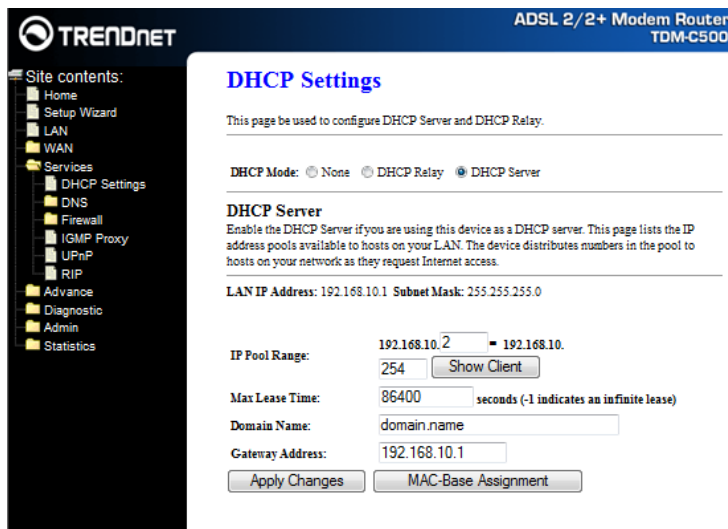 TRENDNET
ADSL 2/2+ Modem Router
TDM-C500
Site contents:
Home
Setup Wizard
LAN
WAN
Services
DHCP Settings
DNS
Firewall
IGMP Proxy
UPnP
RIP
Advance
Diagnostic
Admin
Statistics
DHCP Settings
This page be used to configure DHCP Server and DHCP Relay.
DHCP Mode: None DHCP Relay DHCP Server
DHCP Server
Enable the DHCP Server if you are using this device as a DHCP server. This page lists the IP
address pools available to hosts on your LAN. The device distributes numbers in the pool to
hosts on your network as they request Internet access.
LAN IP Address: 192.168.10.1 Subnet Mask: 255.255.255.0
IP Pool Range:
192.168.10. 2 = 192.168.10.
254 Show Client
Max Lease Time: 86400 seconds (-1 indicates an infinite lease)
Domain Name: domain.name
Gateway Address: 192.168.10.1
Apply Changes MAC-Base Assignment